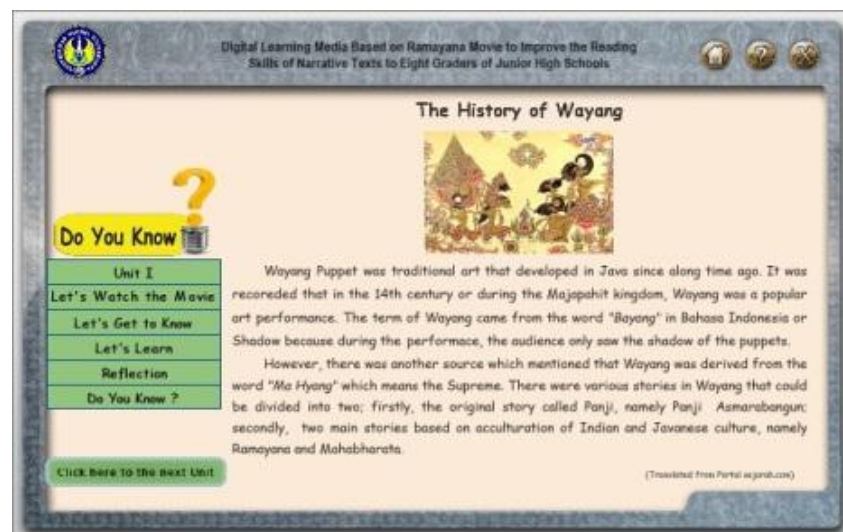 Digital Learning Media Based on Ramayana Movie to Improve the Reading
Skills of Narrative Texts to Eight Graders of Junior High Schools
The History of Wayang
Do You Know
Unit I
Let's Watch the Movie
Let's Get to Know
Let's Learn
Reflection
Do You Know ?
Click here to the next Unit
Wayang Puppet was traditional art that developed in Java since along time ago. It was
recoreded that in the 14th century or during the Majapahit kingdom, Wayang was a popular
art performance. The term of Wayang came from the word "Bayang" in Bahasa Indonesia or
Shadow because during the performace, the audience only saw the shadow of the puppets.
However, there was another source which mentioned that Wayang was derived from the
word "Ma Hyang" which means the Supreme. There were various stories in Wayang that could
be divided into two; firstly, the original story called Panji, namely Panji Asmarabangun;
secondly, two main stories based on acculturation of Indian and Javanese culture, namely
Ramayana and Mahabharata.
(Translated from Portal sejarah.com)